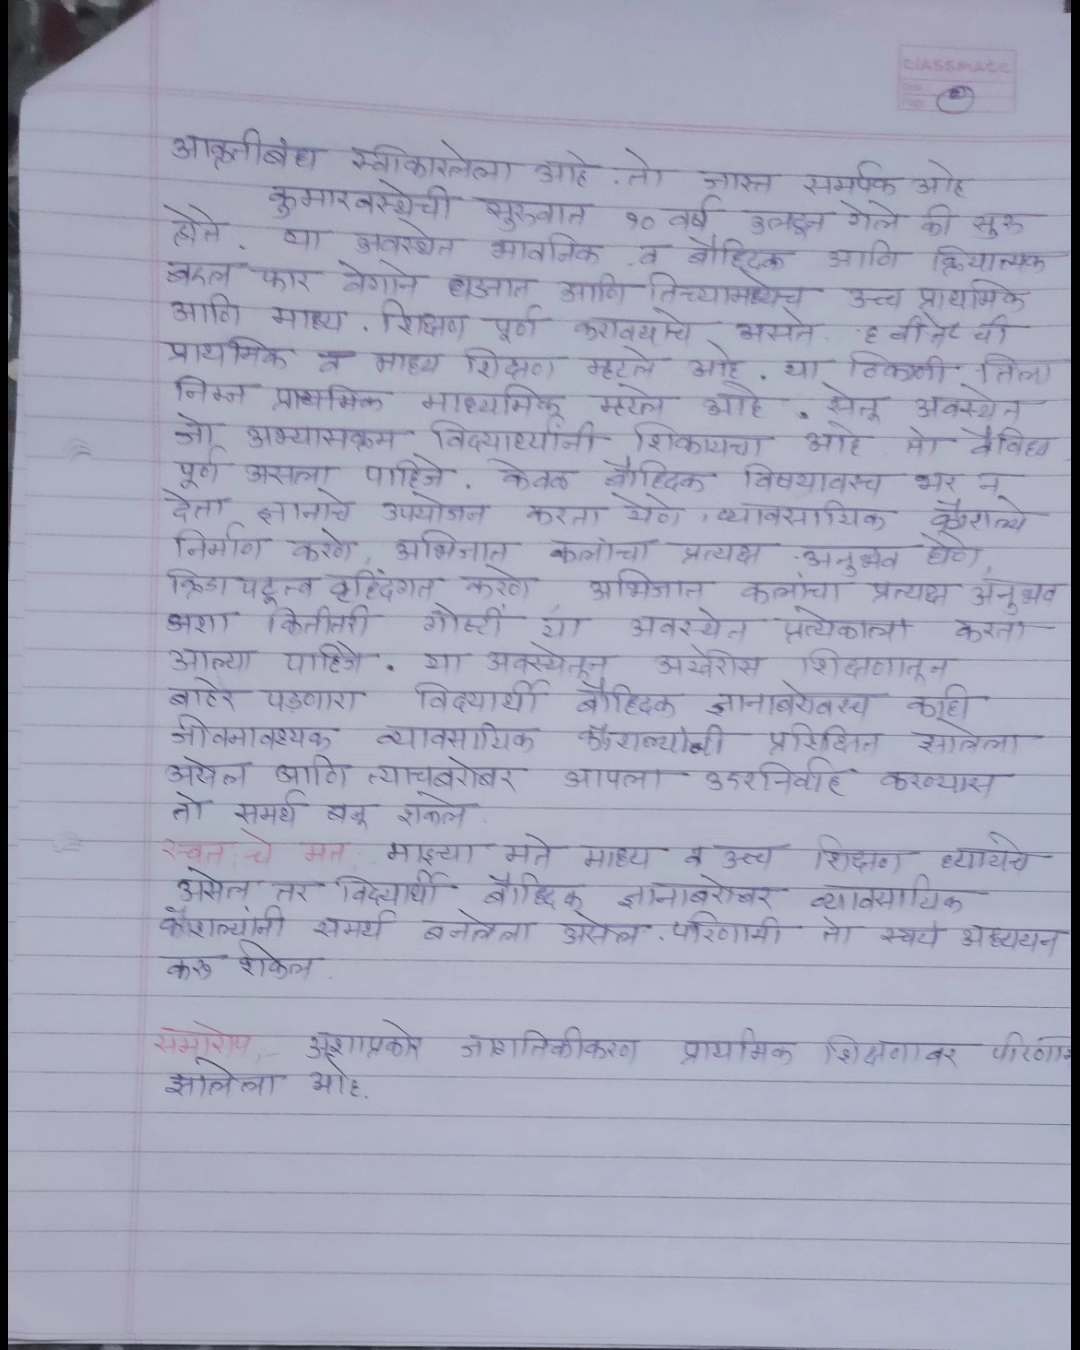 classmate
आकृतीबंध स्वीकारलेला आहे. तो जास्त समर्पक आहे
कुमारवस्थेची सुरुवात १० वर्ष उलटून गेले की सुरु
होते. या अवस्थेत भावनिक व बौद्दिक आणि क्रियात्मक
बदल फार वेगाने घडतात आणि तिच्यामध्येच उच्च प्राथमिक
आणि माध्य. शिक्षण पूर्ण करावयाचे असते.
प्राथमिक व माध्य शिक्षण म्हटले आहे. या ठिकाणी तिला
निम्न प्राथमिक माध्यमिक म्हटले आहे. सेतू अवस्थेत
जो अभ्यासक्रम विदयार्थ्यांनी शिकायचा आहे तो वैविध्य
पूर्ण असला पाहिजे. केवळ बौद्दिक विषयावरच भर न
देता ज्ञानाचे उपयोजन करता येणे, व्यावसायिक कौशल्ये
निर्माण करणे, अभिजात कलांचा प्रत्यक्ष अनुभव घेणे,
क्रिडा पटूत्व वृद्दिंगत करणे अभिजात कलांचा प्रत्यक्ष अनुभव
अशा कितीतरी गोस्टी या अवस्थेत प्रत्येकाला करता
आल्या पाहिजे. या अवस्थेतून अखेरीस शिक्षणातून
बाहेर पडणारा विदयार्थी बौद्दिक ज्ञानाबरोबरच काही
जीवनावश्यक व्यावसायिक कौशल्यांनी प्रशिक्षित झालेला
असेल आणि त्याचबरोबर आपला उदरनिर्वाह करण्यास
तो समर्थ बनू शकेल
स्वत:चे मत:- माझ्या मते माध्य व उच्च शिक्षण घ्यायचे
असेल तर विद्यार्थी बौद्दिक ज्ञानाबरोबर व्यावसायिक
कौशल्यांनी समर्थ बनलेला असेल. परिणामी तो स्वयं अध्ययन
करू शकेल.
समारोप:- अशाप्रकारे जागतिकीकरण प्राथमिक शिक्षणावर
झालेला आहे.